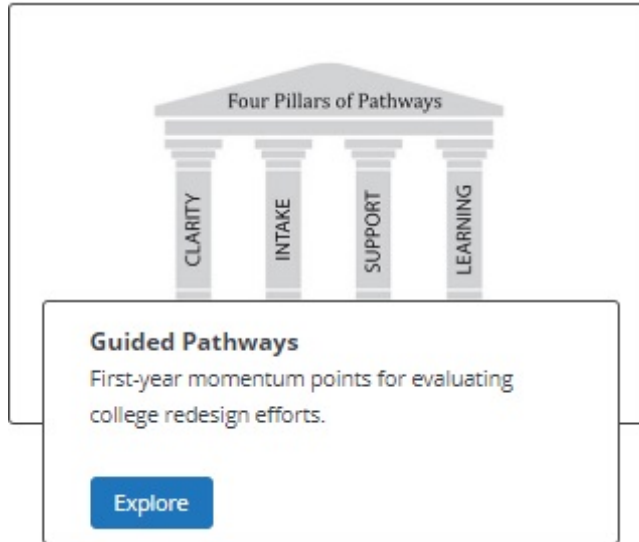 Four Pillars of Pathways
CLARITY
INTAKE
SUPPORT
LEARNING
Guided Pathways
First-year momentum points for evaluating
college redesign efforts.
Explore